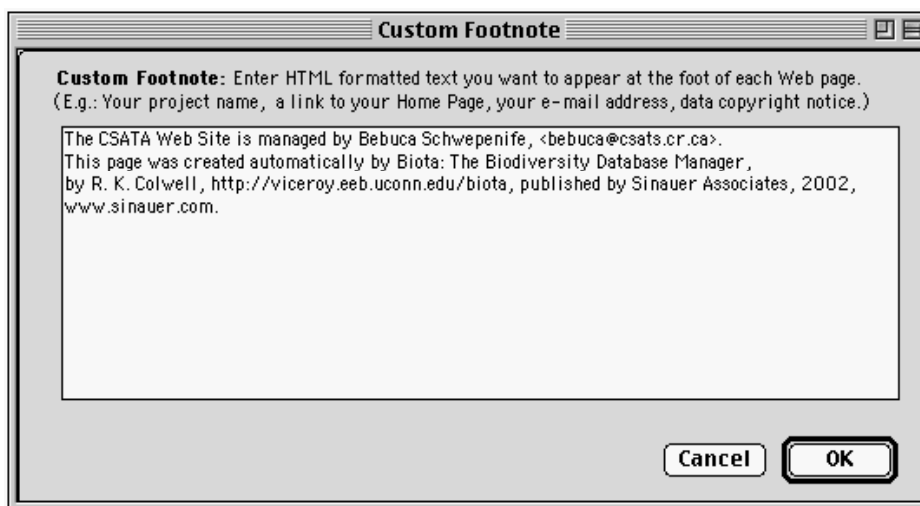 Custom Footnote
Custom Footnote: Enter HTML formatted text you want to appear at the foot of each Web page.
(E.g.: Your project name, a link to your Home Page, your e-mail address, data copyright notice.)
The CSATA Web Site is managed by Bebuca Schwepenife, <bebuca@csats.cr.ca>.
This page was created automatically by Biota: The Biodiversity Database Manager,
by R. K. Colwell, http://viceroy.eeb.uconn.edu/biota, published by Sinauer Associates, 2002,
www.sinauer.com.
Cancel OK